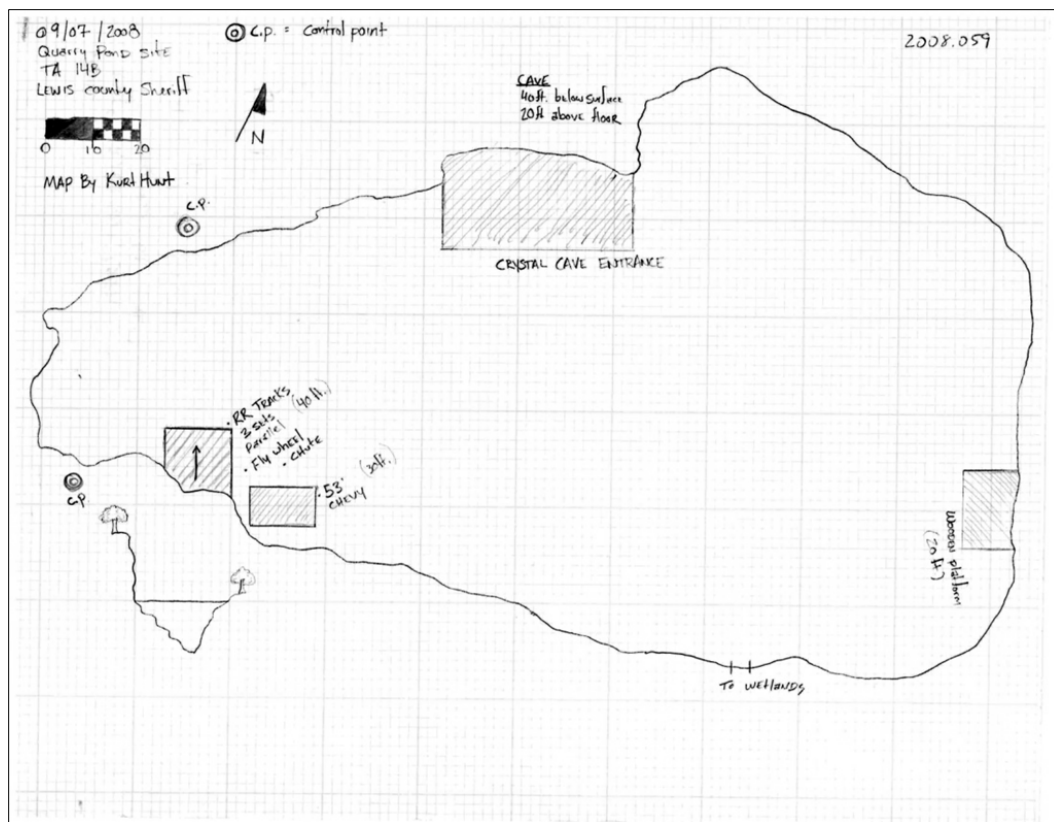 09/07/2008
Quarry Pond Site
TA 14B
Lewis County Sheriff
0 10 20
Map By Kurt Hunt
C.P. = Control point
N
2008.059
CAVE
40ft. below surface
20ft above floor
C.P.
CRYSTAL CAVE ENTRANCE
• RR TRACKS (40 ft.)
3 sets
Parallel
• Fly wheel
• CHUTE
• 53' (30ft.)
CHEVY
C.P.
Wooden platform
(20 ft)
To WETLANDS